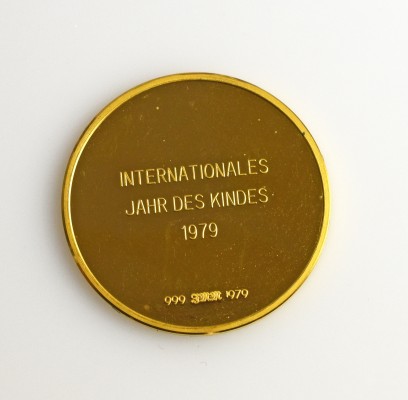 INTERNATIONALES
JAHR DES KINDES
1979
999 1979